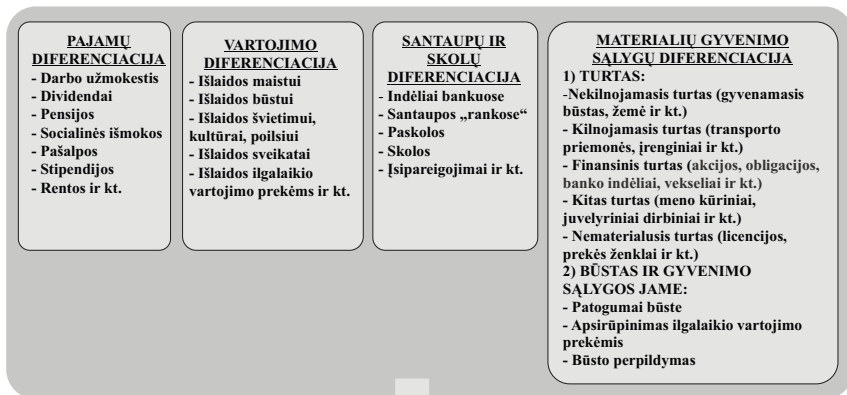 PAJAMŲ
DIFERENCIACIJA
- Darbo užmokestis
- Dividendai
- Pensijos
- Socialinės išmokos
- Pašalpos
- Stipendijos
- Rentos ir kt.
VARTOJIMO
DIFERENCIACIJA
- Išlaidos maistui
- Išlaidos būstui
- Išlaidos švietimui,
kultūrai, poilsiui
- Išlaidos sveikatai
- Išlaidos ilgalaikio
vartojimo prekėms ir kt.
SANTAUPŲ IR
SKOLŲ
DIFERENCIACIJA
- Indėliai bankuose
- Santaupos „rankose“
- Paskolos
- Skolos
- Įsipareigojimai ir kt.
MATERIALIŲ GYVENIMO
SĄLYGŲ DIFERENCIACIJA
1) TURTAS:
-Nekilnojamasis turtas (gyvenamasis
būstas, žemė ir kt.)
- Kilnojamasis turtas (transporto
priemonės, įrenginiai ir kt.)
- Finansinis turtas (akcijos, obligacijos,
banko indėliai, vekseliai ir kt.)
- Kitas turtas (meno kūriniai,
juvelyriniai dirbiniai ir kt.)
- Nematerialusis turtas (licencijos,
prekės ženklai ir kt.)
2) BŪSTAS IR GYVENIMO
SĄLYGOS JAME:
- Patogumai būste
- Apsirūpinimas ilgalaikio vartojimo
prekėmis
- Būsto perpildymas